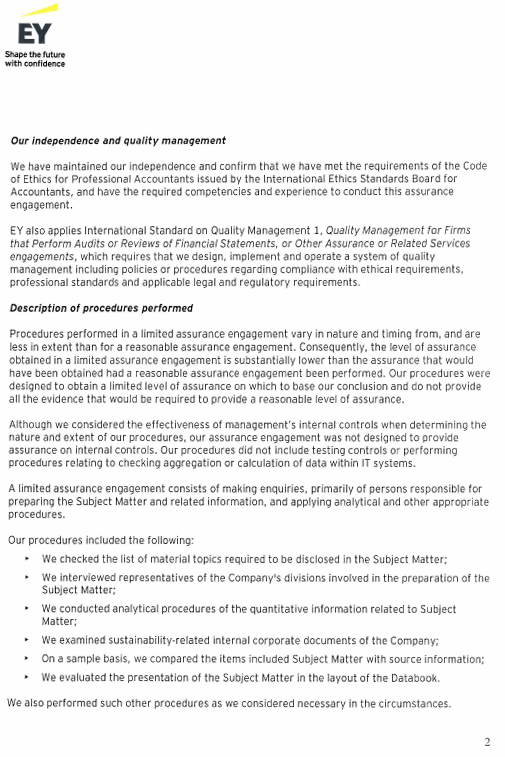 EY
Shape the future
with confidence
Our independence and quality management
We have maintained our independence and confirm that we have met the requirements of the Code
of Ethics for Professional Accountants issued by the International Ethics Standards Board for
Accountants, and have the required competencies and experience to conduct this assurance
engagement.
EY also applies International Standard on Quality Management 1, Quality Management for Firms
that Perform Audits or Reviews of Financial Statements, or Other Assurance or Related Services
engagements, which requires that we design, implement and operate a system of quality
management including policies or procedures regarding compliance with ethical requirements,
professional standards and applicable legal and regulatory requirements.
Description of procedures performed
Procedures performed in a limited assurance engagement vary in nature and timing from, and are
less in extent than for a reasonable assurance engagement. Consequently, the level of assurance
obtained in a limited assurance engagement is substantially lower than the assurance that would
have been obtained had a reasonable assurance engagement been performed. Our procedures were
designed to obtain a limited level of assurance on which to base our conclusion and do not provide
all the evidence that would be required to provide a reasonable level of assurance.
Although we considered the effectiveness of management's internal controls when determining the
nature and extent of our procedures, our assurance engagement was not designed to provide
assurance on internal controls. Our procedures did not include testing controls or performing
procedures relating to checking aggregation or calculation of data within IT systems.
A limited assurance engagement consists of making enquiries, primarily of persons responsible for
preparing the Subject Matter and related information, and applying analytical and other appropriate
procedures.
Our procedures included the following:
‣ We checked the list of material topics required to be disclosed in the Subject Matter;
‣ We interviewed representatives of the Company's divisions involved in the preparation of the
Subject Matter;
‣ We conducted analytical procedures of the quantitative information related to Subject
Matter;
‣ We examined sustainability-related internal corporate documents of the Company;
‣ On a sample basis, we compared the items included Subject Matter with source information;
‣ We evaluated the presentation of the Subject Matter in the layout of the Databook.
We also performed such other procedures as we considered necessary in the circumstances.
2